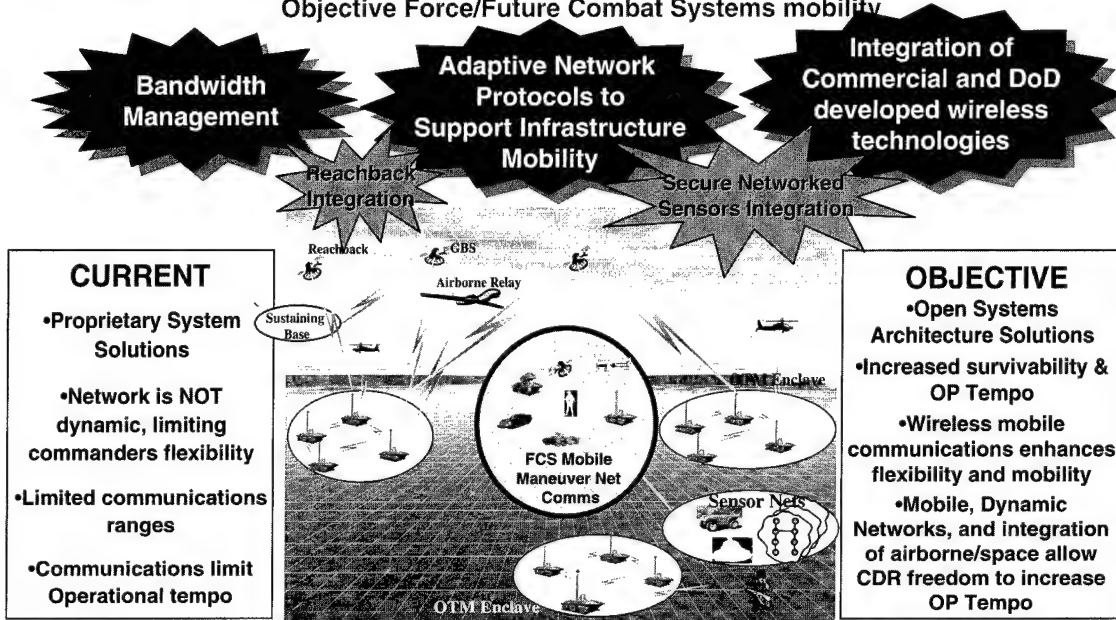 Objective Force/Future Combat Systems mobility
Bandwidth
Management
Adaptive Network
Protocols to
Support Infrastructure
Mobility
Integration of
Commercial and DoD
developed wireless
technologies
Reachback
Integration
Secure Networked
Sensors Integration
CURRENT
•Proprietary System
Solutions
•Network is NOT
dynamic, limiting
commanders flexibility
•Limited communications
ranges
•Communications limit
Operational tempo
Reachback
GBS
Airborne Relay
Sustaining
Base
OTM Enclave
FCS Mobile
Maneuver Net
Comms
Sensor Nets
OTM Enclave
OBJECTIVE
•Open Systems
Architecture Solutions
•Increased survivability &
OP Tempo
•Wireless mobile
communications enhances
flexibility and mobility
•Mobile, Dynamic
Networks, and integration
of airborne/space allow
CDR freedom to increase
OP Tempo